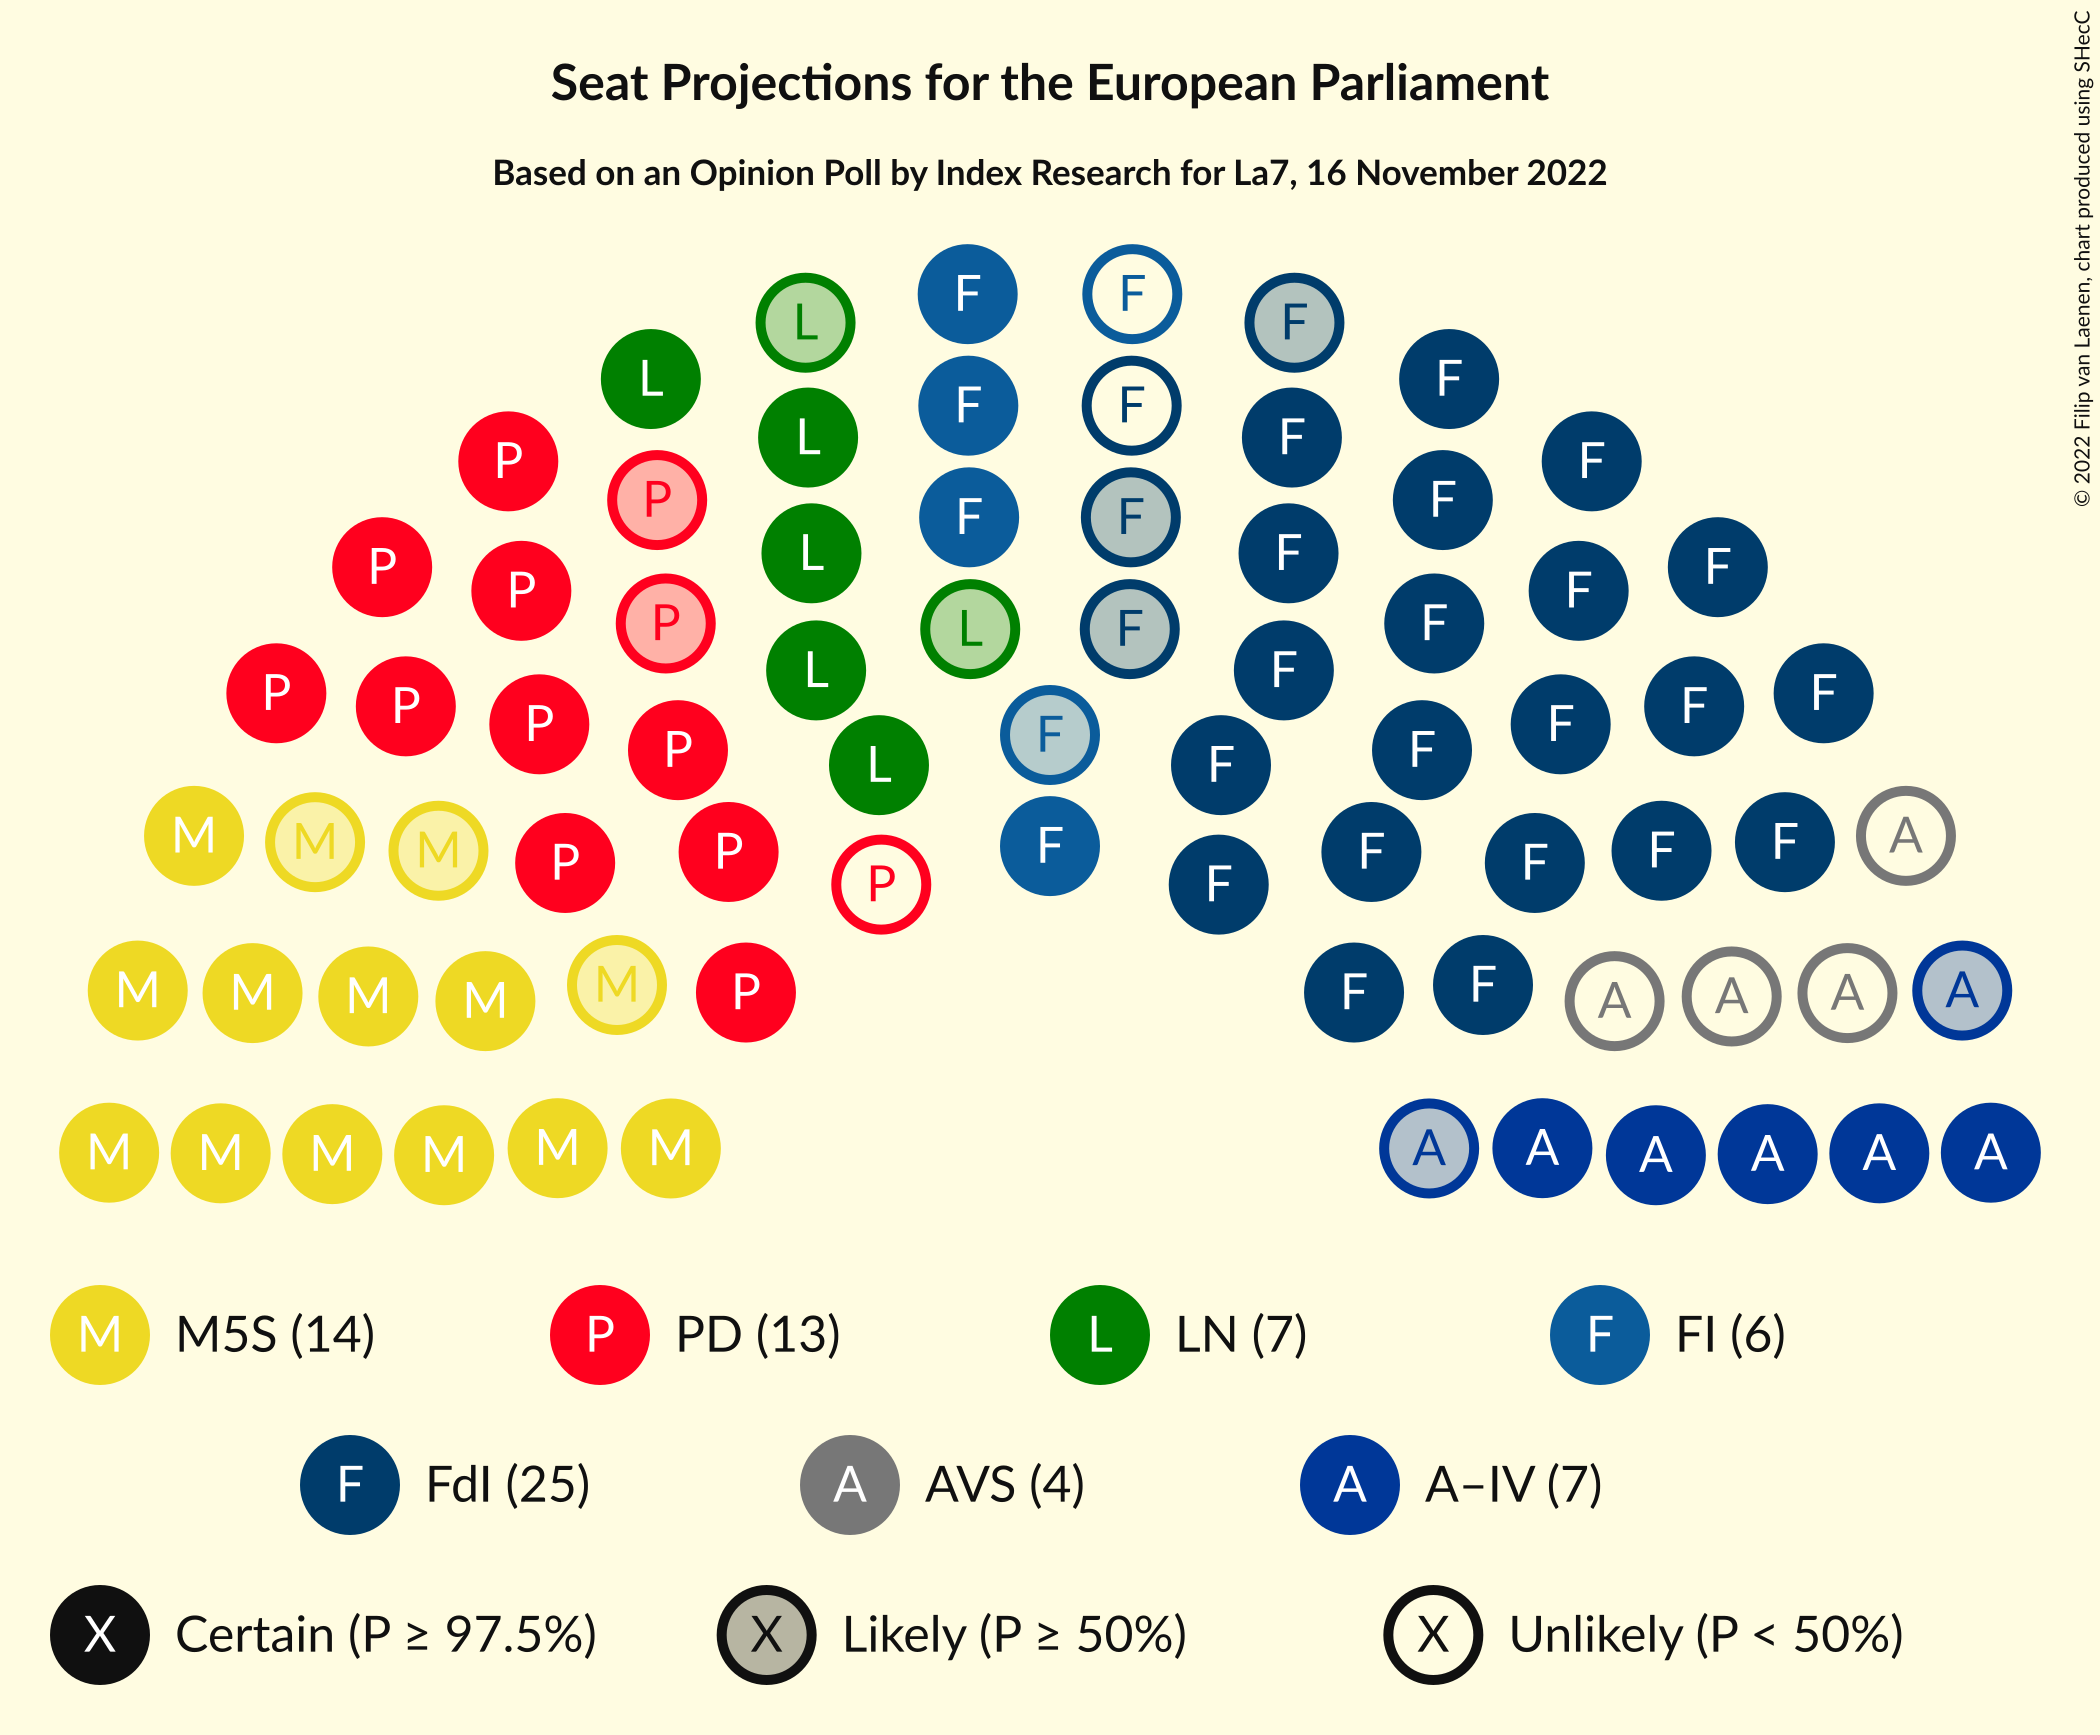 Seat Projections for the European Parliament
Based on an Opinion Poll by Index Research for La7, 16 November 2022
© 2022 Filip van Laenen, chart produced using SHecC
F F
L F
L F
F F
L F
P F
P F
F F
P F
L F
P F
P F
P L F F
P L F F
P P F F
P F
P F
F
L F
M M M A
P F F F
P F
F
P F
M M M M M P F F A A A A
M M M M M M A A A A A A
M M5S (14) P PD (13) L LN (7) F FI (6)
F FdI (25) A AVS (4) A A–IV (7)
X Certain (P ≥ 97.5%) X Likely (P ≥ 50%) X Unlikely (P < 50%)